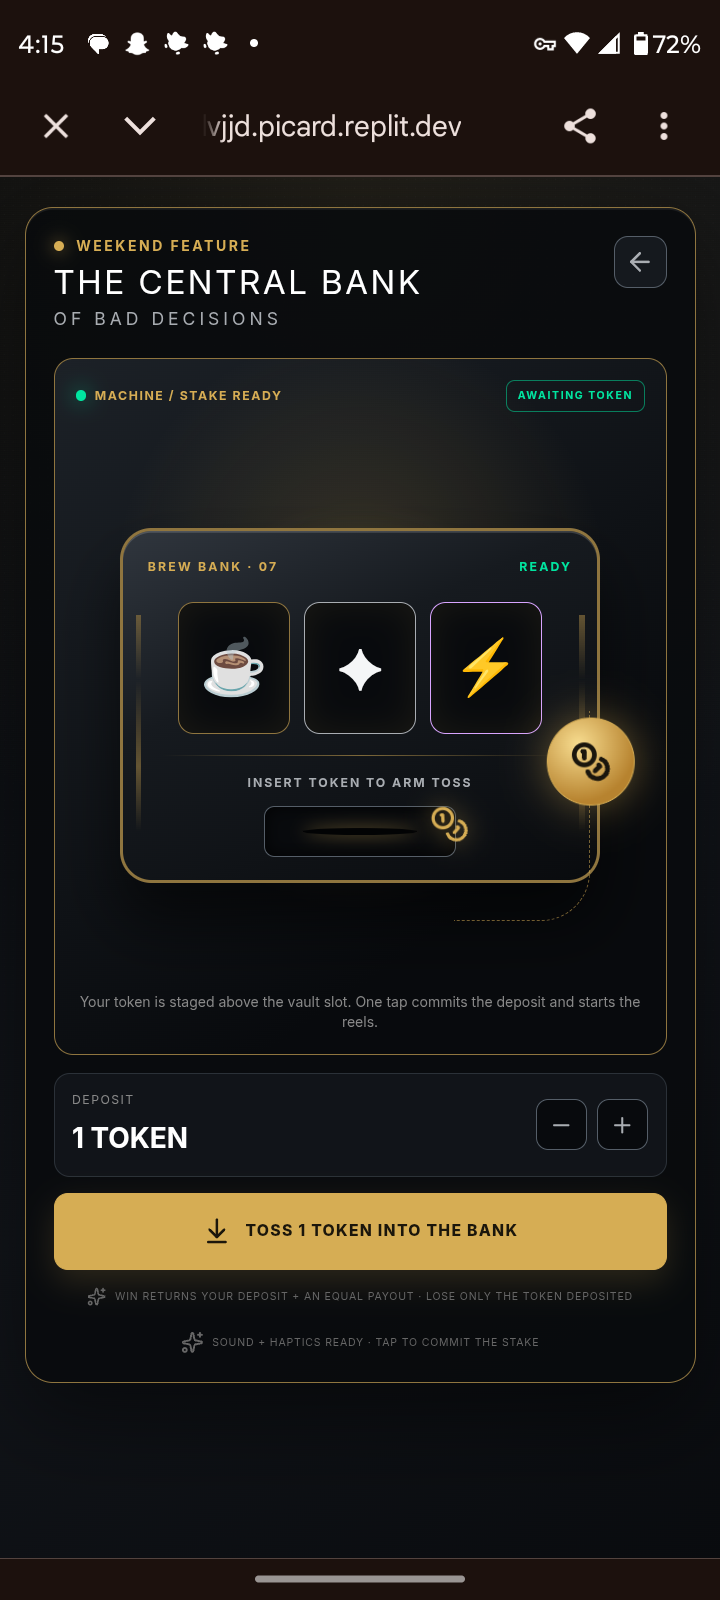 4:15
72%
vjjd.picard.replit.dev
WEEKEND FEATURE
THE CENTRAL BANK
OF BAD DECISIONS
MACHINE / STAKE READY
AWAITING TOKEN
BREW BANK · 07
READY
INSERT TOKEN TO ARM TOSS
Your token is staged above the vault slot. One tap commits the deposit and starts the
reels.
DEPOSIT
1 TOKEN
TOSS 1 TOKEN INTO THE BANK
WIN RETURNS YOUR DEPOSIT + AN EQUAL PAYOUT · LOSE ONLY THE TOKEN DEPOSITED
SOUND + HAPTICS READY · TAP TO COMMIT THE STAKE